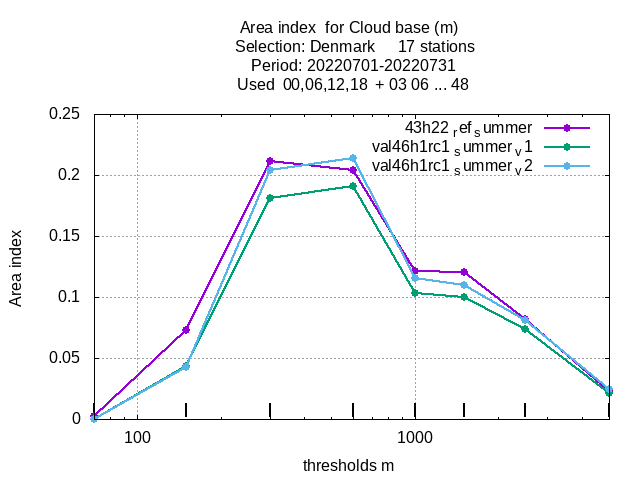 Area index  for Cloud base (m)
Selection: Denmark     17 stations
Period: 20220701-20220731
Used  00,06,12,18  + 03 06 ... 48
43h22 ref summer
val46h1rc1 summer v1
val46h1rc1 summer v2
0.25
0.2
0.15
0.1
0.05
0
Area index
100
1000
thresholds m